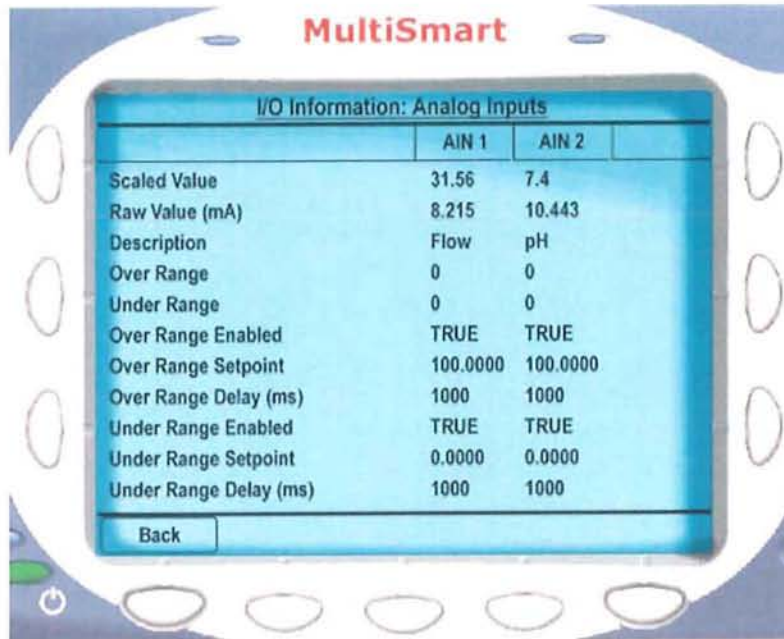 MultiSmart
I/O Information: Analog Inputs
AIN 1 AIN 2
Scaled Value 31.56 7.4
Raw Value (mA) 8.215 10.443
Description Flow pH
Over Range 0 0
Under Range 0 0
Over Range Enabled TRUE TRUE
Over Range Setpoint 100.0000 100.0000
Over Range Delay (ms) 1000 1000
Under Range Enabled TRUE TRUE
Under Range Setpoint 0.0000 0.0000
Under Range Delay (ms) 1000 1000
Back